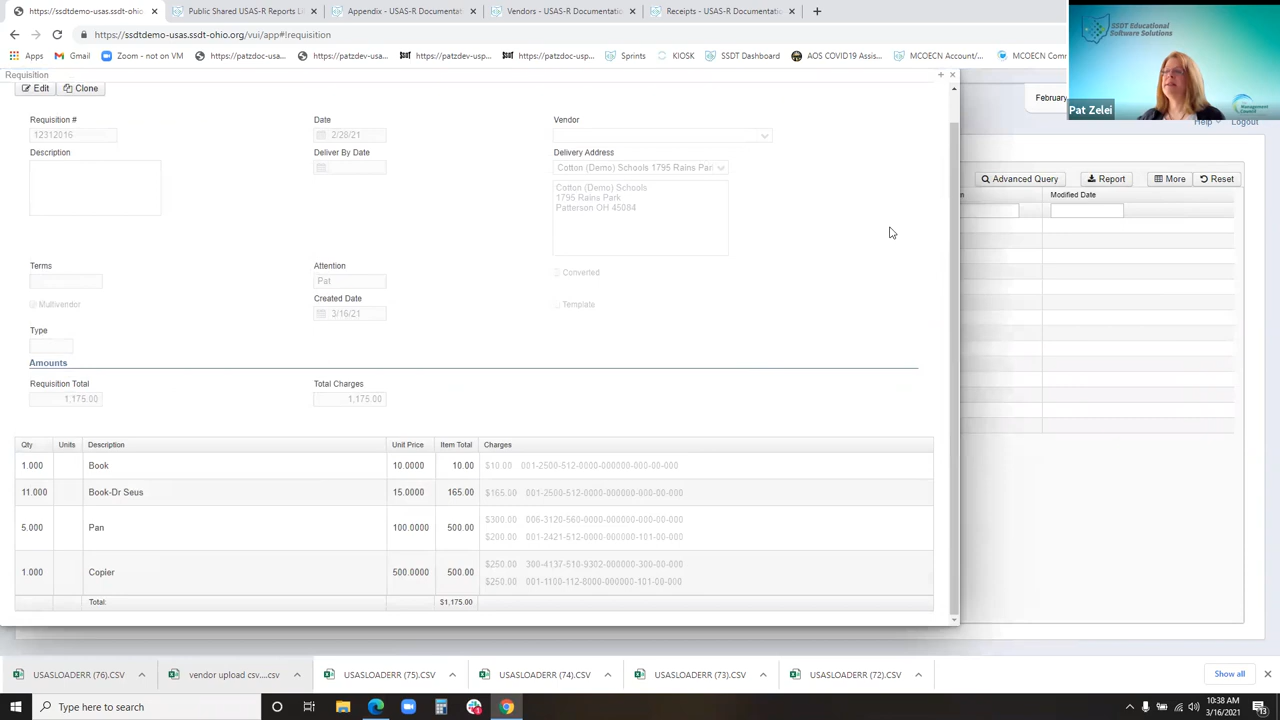 https://ssdtdemo-usas.ssdt-ohio.org
Public Shared USAS-R Reports Li
Appendix - USAS-R Documentat
Vendors - USAS-R Documentatio
Receipts - USAS-R Documentatio
https://ssdtdemo-usas.ssdt-ohio.org/vui/app#!requisition
Apps
Gmail
Zoom - not on VM
https://patzdoc-us...
https://patzdev-us...
https://patzdoc-usp...
Sprints
KIOSK
SSDT Dashboard
AOS COVID19 Assis...
MCOECN Account/...
MCOECN Com
SSDT Educational
Software Solutions
Management
Council
Pat Zelei
February
Help
Logout
Requisition
Edit
Clone
Requisition #
12312016
Date
2/28/21
Vendor
Description
Deliver By Date
Delivery Address
Cotton (Demo) Schools 1795 Rains Par
Cotton (Demo) Schools
1795 Rains Park
Patterson OH 45084
Advanced Query
Report
More
Reset
Modified Date
Terms
Attention
Pat
Converted
Multivendor
Created Date
3/16/21
Template
Type
Amounts
Requisition Total
1,175.00
Total Charges
1,175.00
Qty Units Description Unit Price Item Total Charges
1.000 Book 10.0000 10.00 $10.00 001-2500-512-0000-000000-000-00-000
11.000 Book-Dr Seus 15.0000 165.00 $165.00 001-2500-512-0000-000000-000-00-000
5.000 Pan 100.0000 500.00 $300.00 006-3120-560-0000-000000-000-00-000
$200.00 001-2421-512-0000-000000-101-00-000
1.000 Copier 500.0000 500.00 $250.00 300-4137-510-9302-000000-300-00-000
$250.00 001-1100-112-8000-000000-101-00-000
Total: $1,175.00
USASLOADERR (76).CSV
vendor upload csv....csv
USASLOADERR (75).CSV
USASLOADERR (74).CSV
USASLOADERR (73).CSV
USASLOADERR (72).CSV
Show all
Type here to search
10:38 AM
3/16/2021